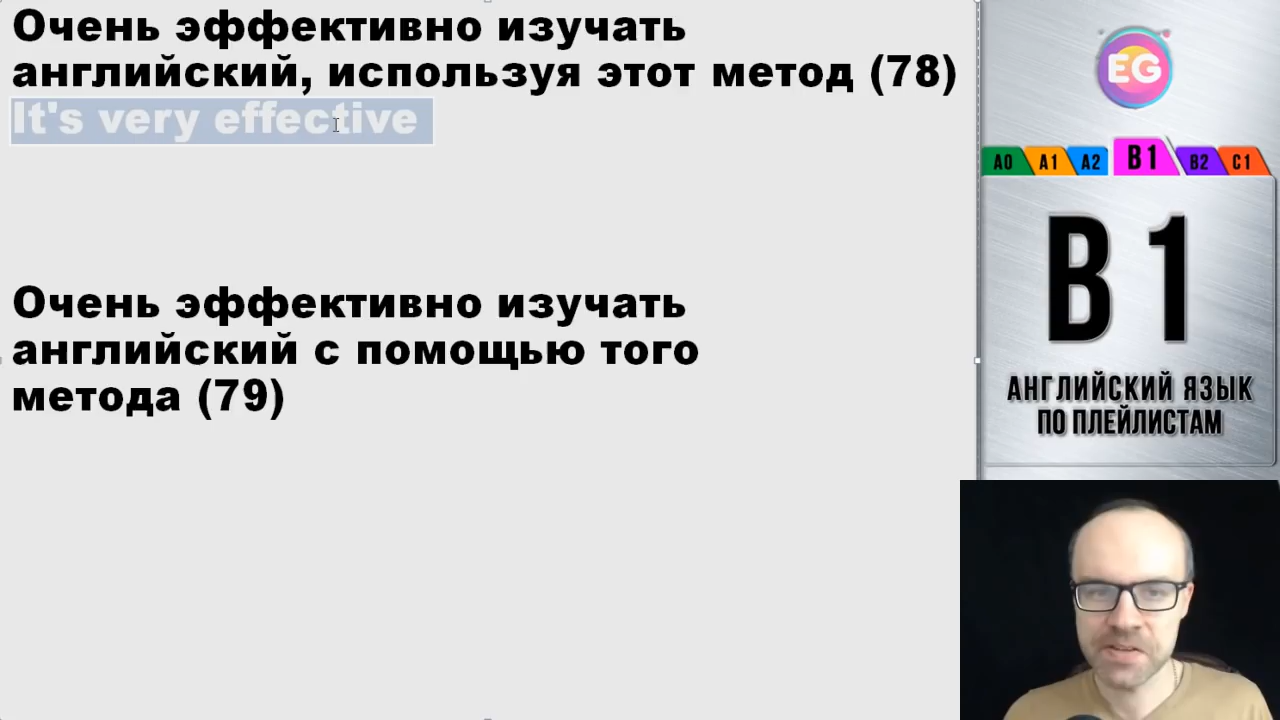 Очень эффективно изучать
английский, используя этот метод (78)
It's very effective
Очень эффективно изучать
английский с помощью того
метода (79)
EG
A0 A1 A2 B1 B2 C1
B1
АНГЛИЙСКИЙ ЯЗЫК
ПО ПЛЕЙЛИСТАМ